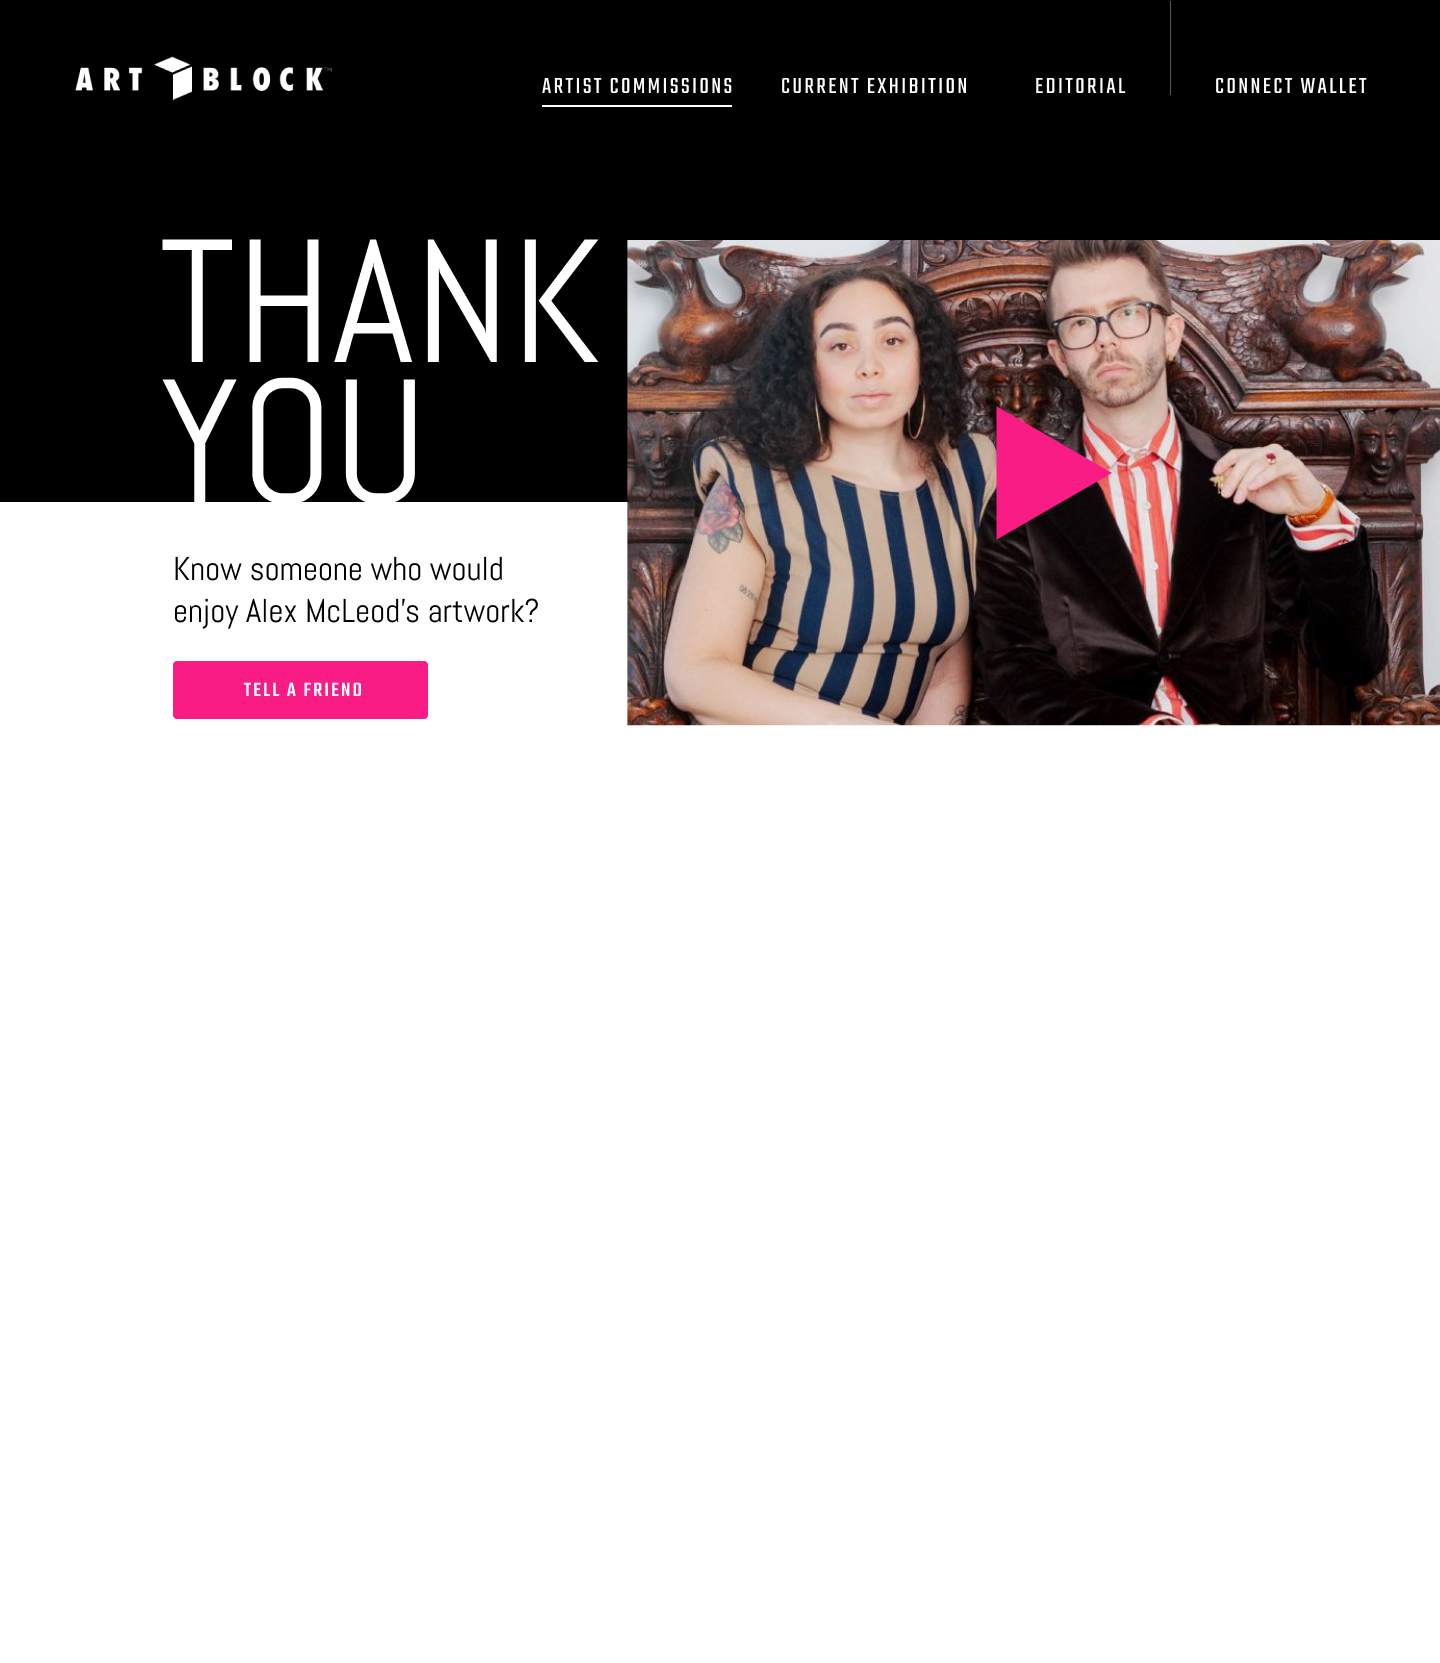 ART BLOCK™
ARTIST COMMISSIONS
CURRENT EXHIBITION
EDITORIAL
CONNECT WALLET
THANK
YOU
Know someone who would
enjoy Alex McLeod’s artwork?
TELL A FRIEND